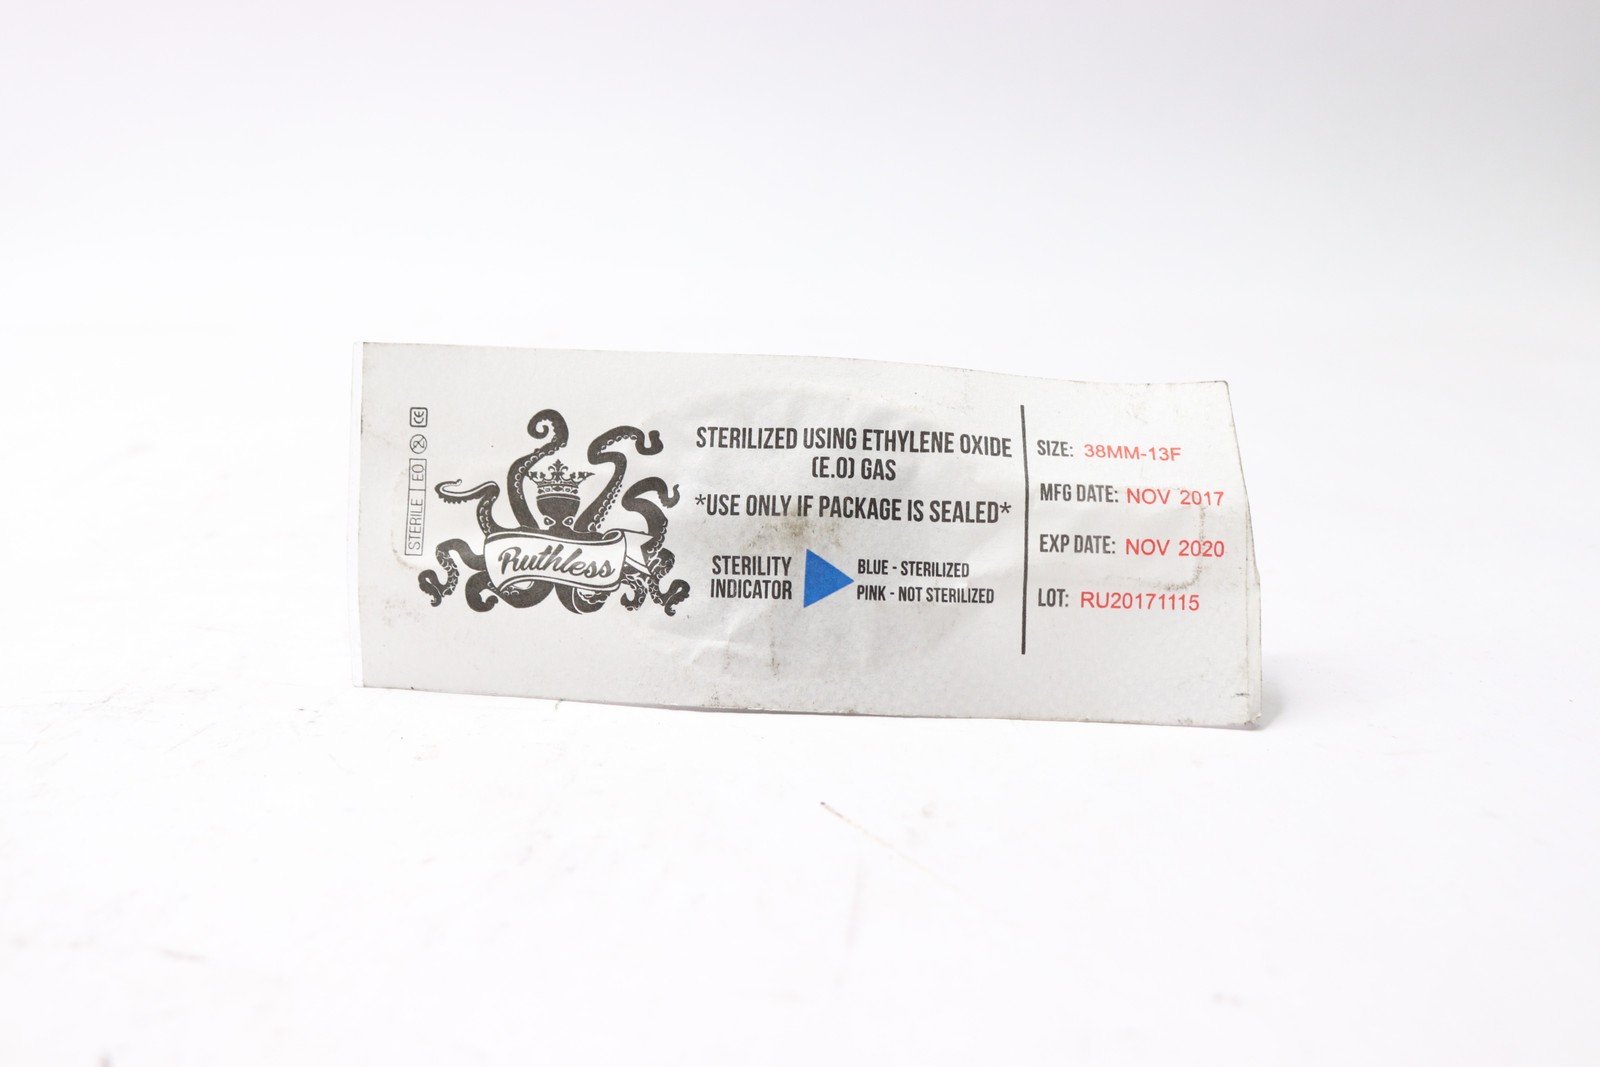 STERILE EO
CE
Ruthless
STERILIZED USING ETHYLENE OXIDE
(E.O) GAS
*USE ONLY IF PACKAGE IS SEALED*
STERILITY
INDICATOR
BLUE - STERILIZED
PINK - NOT STERILIZED
SIZE: 38MM-13F
MFG DATE: NOV 2017
EXP DATE: NOV 2020
LOT: RU20171115